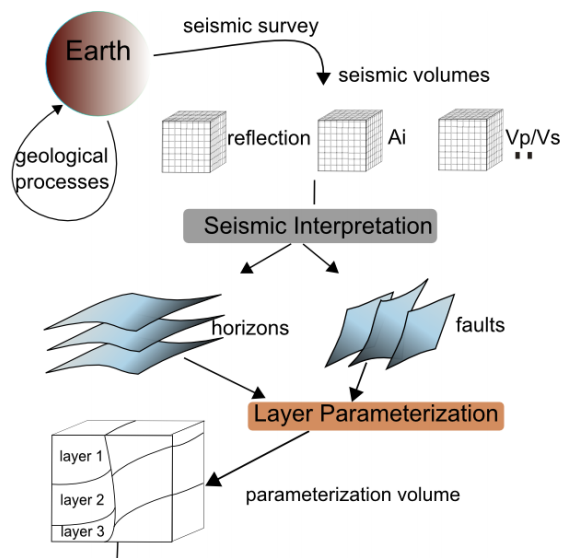 Earth
seismic survey
seismic volumes
reflection
Ai
Vp/Vs
geological
processes
Seismic Interpretation
horizons
faults
Layer Parameterization
layer 1
layer 2
layer 3
parameterization volume